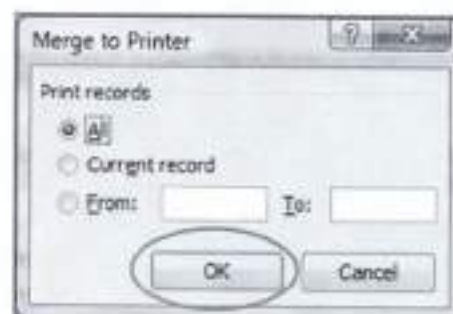 Merge to Printer
Print records
All
Current record
From: To:
OK Cancel